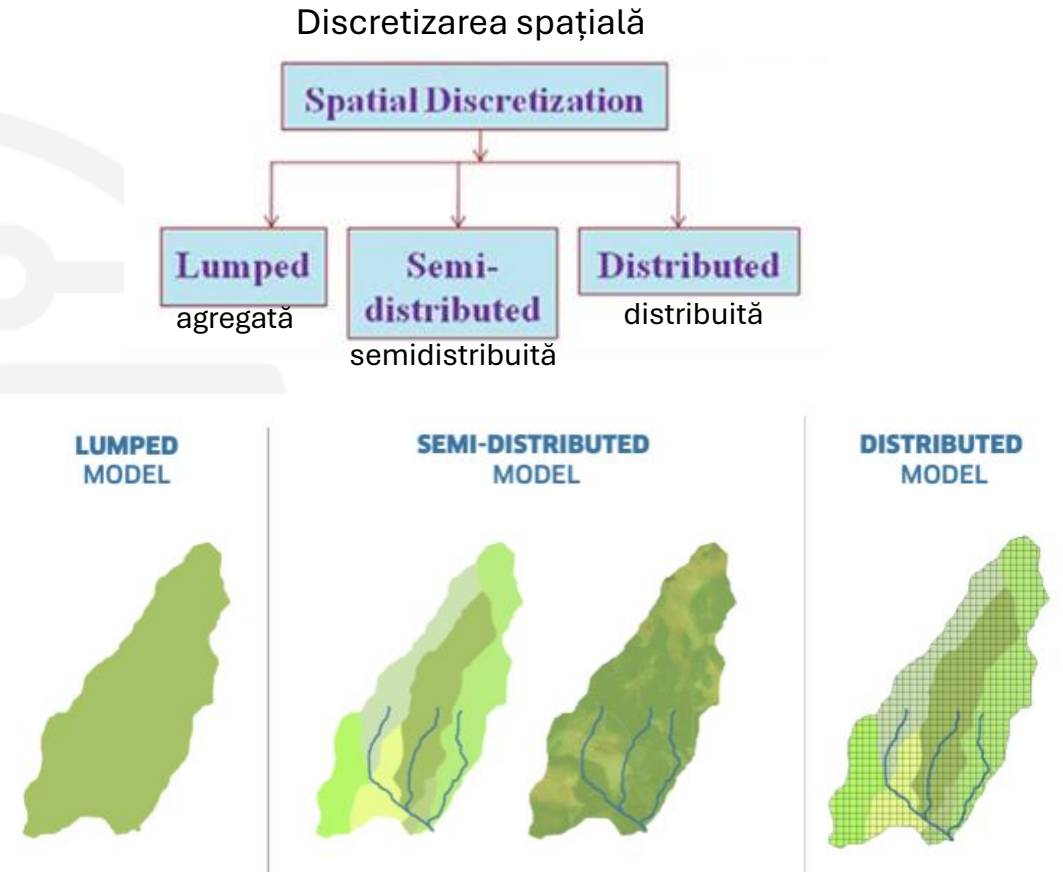 Discretizarea spațială
Spatial Discretization
Lumped
agregată
Semi-
distributed
semidistribuită
Distributed
distribuită
LUMPED
MODEL
SEMI-DISTRIBUTED
MODEL
DISTRIBUTED
MODEL